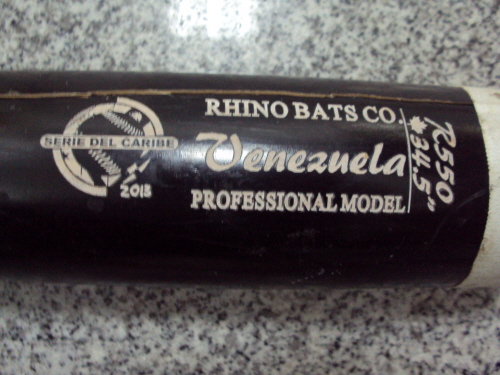 SERIE DEL CARIBE
2013
RHINO BATS CO.
Venezuela
PROFESSIONAL MODEL
R550
34.5"